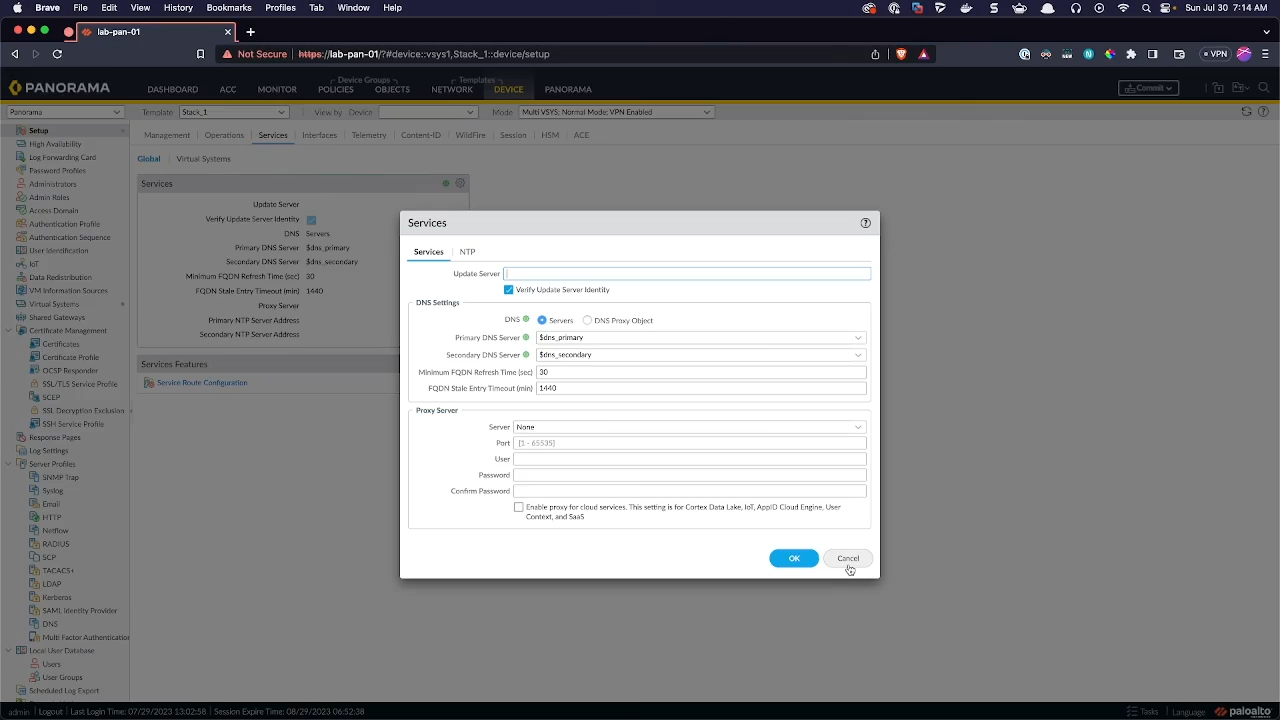 Brave File Edit View History Bookmarks Profiles Tab Window Help Sun Jul 30 7:14 AM
lab-pan-01
Not Secure https://lab-pan-01/?#device::vsys1,Stack_1::device/setup VPN
PANORAMA DASHBOARD ACC MONITOR Device Groups POLICIES OBJECTS Templates NETWORK DEVICE PANORAMA Commit
Panorama Template Stack_1 View by Device Mode Multi VSYS; Normal Mode; VPN Enabled
Management Operations Services Interfaces Telemetry Content-ID WildFire Session HSM ACE
Global Virtual Systems
Setup
High Availability
Log Forwarding Card
Password Profiles
Administrators
Admin Roles
Access Domain
Authentication Profile
Authentication Sequence
User Identification
IoT
Data Redistribution
VM Information Sources
Virtual Systems
Shared Gateways
Certificate Management
Certificates
Certificate Profile
OCSP Responder
SSL/TLS Service Profile
SCEP
SSL Decryption Exclusion
SSH Service Profile
Response Pages
Log Settings
Server Profiles
SNMP Trap
Syslog
Email
HTTP
Netflow
RADIUS
SCP
TACACS+
LDAP
Kerberos
SAML Identity Provider
DNS
Multi Factor Authentication
Local User Database
Users
User Groups
Scheduled Log Export
Services
Update Server
Verify Update Server Identity
DNS Servers
Primary DNS Server $dns_primary
Secondary DNS Server $dns_secondary
Minimum FQDN Refresh Time (sec) 30
FQDN Stale Entry Timeout (min) 1440
Proxy Server
Primary NTP Server Address
Secondary NTP Server Address
Services Features
Service Route Configuration
Services
Services NTP
Update Server
Verify Update Server Identity
DNS Settings
DNS Servers DNS Proxy Object
Primary DNS Server $dns_primary
Secondary DNS Server $dns_secondary
Minimum FQDN Refresh Time (sec) 30
FQDN Stale Entry Timeout (min) 1440
Proxy Server
Server None
Port [1 - 65535]
User
Password
Confirm Password
Enable proxy for cloud services. This setting is for Cortex Data Lake, IoT, AppID Cloud Engine, User
Context, and SaaS
OK Cancel
admin Logout Last Login Time: 07/29/2023 13:02:58 Session Expire Time: 08/29/2023 06:52:38 Tasks Language paloalto